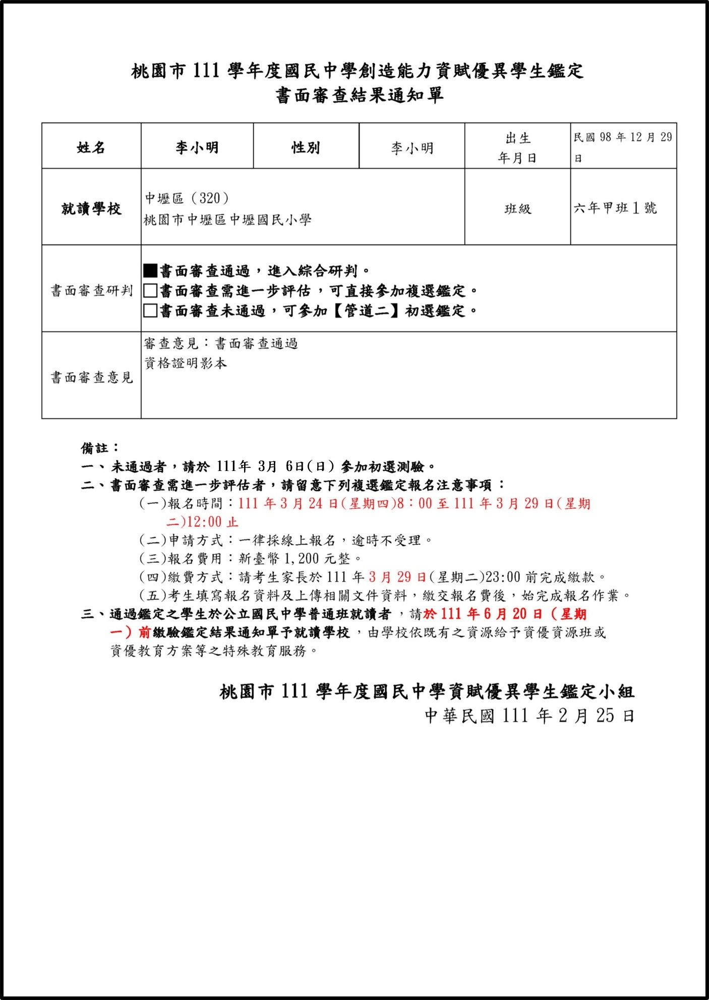 桃園市 111 學年度國民中學創造能力資賦優異學生鑑定
書面審查結果通知單
姓名 李小明 性別 李小明 出生年月日 民國 98 年 12 月 29 日
就讀學校 中壢區（320）
桃園市中壢區中壢國民小學 班級 六年甲班 1 號
書面審查研判
■書面審查通過，進入綜合研判。
□書面審查需進一步評估，可直接參加複選鑑定。
□書面審查未通過，可參加【管道二】初選鑑定。
書面審查意見
審查意見：書面審查通過
資格證明影本
備註：
一、未通過者，請於 111年 3月 6日(日) 參加初選測驗。
二、書面審查需進一步評估者，請留意下列複選鑑定報名注意事項：
(一)報名時間：111 年 3 月 24 日(星期四)8：00 至 111 年 3 月 29 日(星期
二)12:00 止
(二)申請方式：一律採線上報名，逾時不受理。
(三)報名費用：新臺幣 1,200 元整。
(四)繳費方式：請考生家長於 111 年 3 月 29 日(星期二)23:00 前完成繳款。
(五)考生填寫報名資料及上傳相關文件資料，繳交報名費後，始完成報名作業。
三、通過鑑定之學生於公立國民中學普通班就讀者，請於 111 年 6 月 20 日（星期
一）前繳驗鑑定結果通知單予就讀學校，由學校依既有之資源給予資優資源班或
資優教育方案等之特殊教育服務。
桃園市 111 學年度國民中學資賦優異學生鑑定小組
中華民國 111 年 2 月 25 日